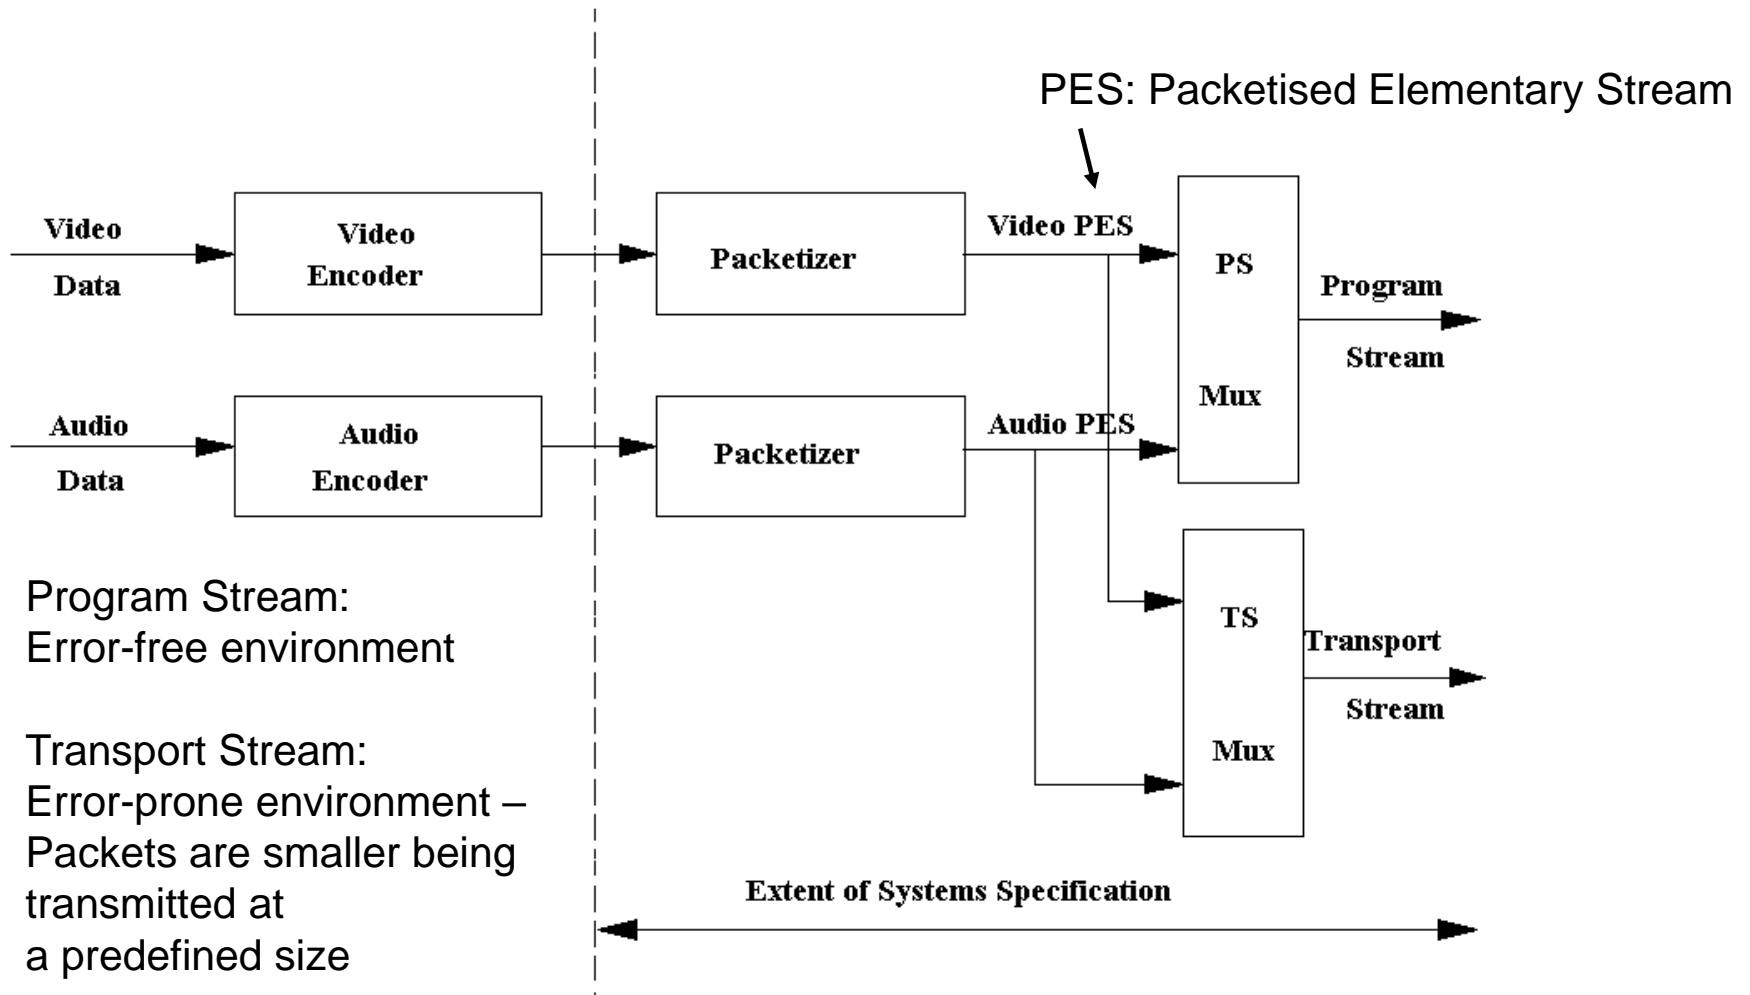 PES: Packetised Elementary Stream
Video
Data
Video
Encoder
Packetizer
Video PES
PS
Mux
Program
Stream
Audio
Data
Audio
Encoder
Packetizer
Audio PES
TS
Mux
Transport
Stream
Program Stream:
Error-free environment
Transport Stream:
Error-prone environment –
Packets are smaller being
transmitted at
a predefined size
Extent of Systems Specification